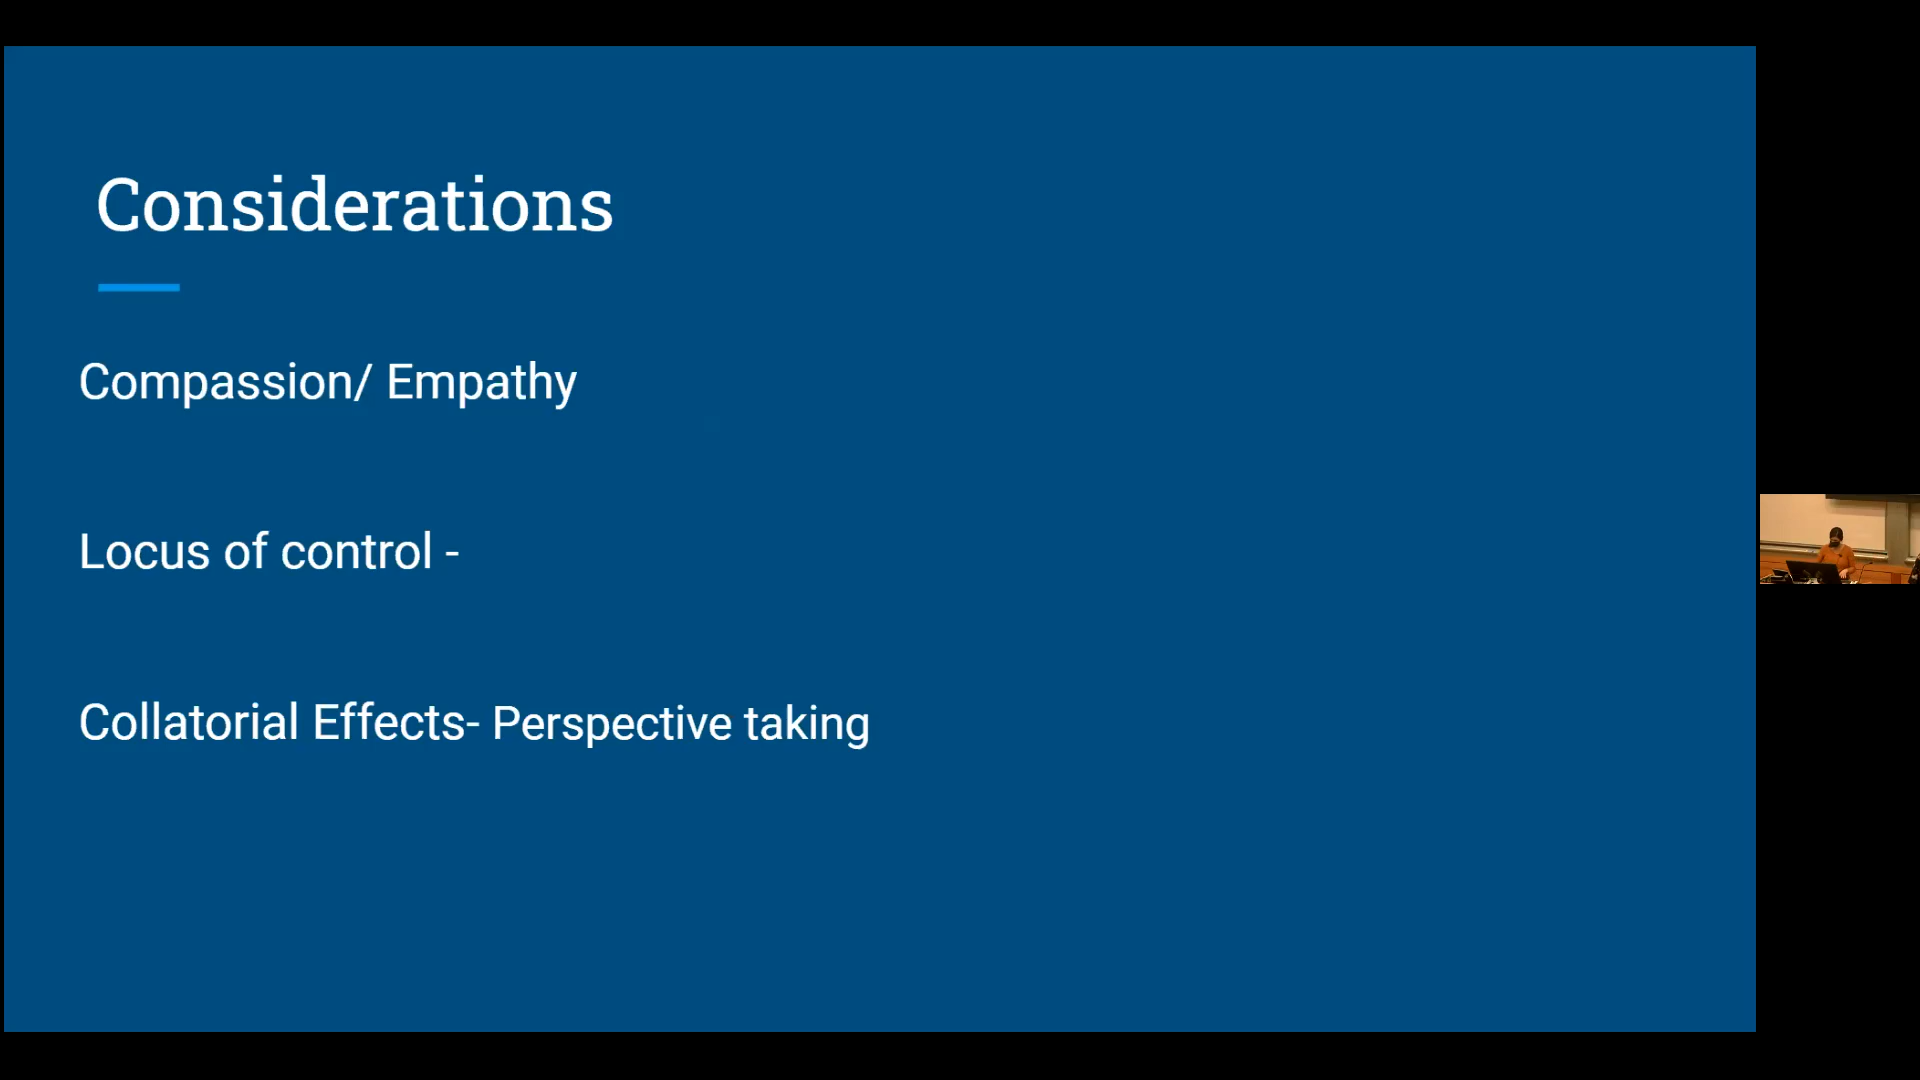 Considerations
Compassion/ Empathy
Locus of control -
Collatorial Effects- Perspective taking